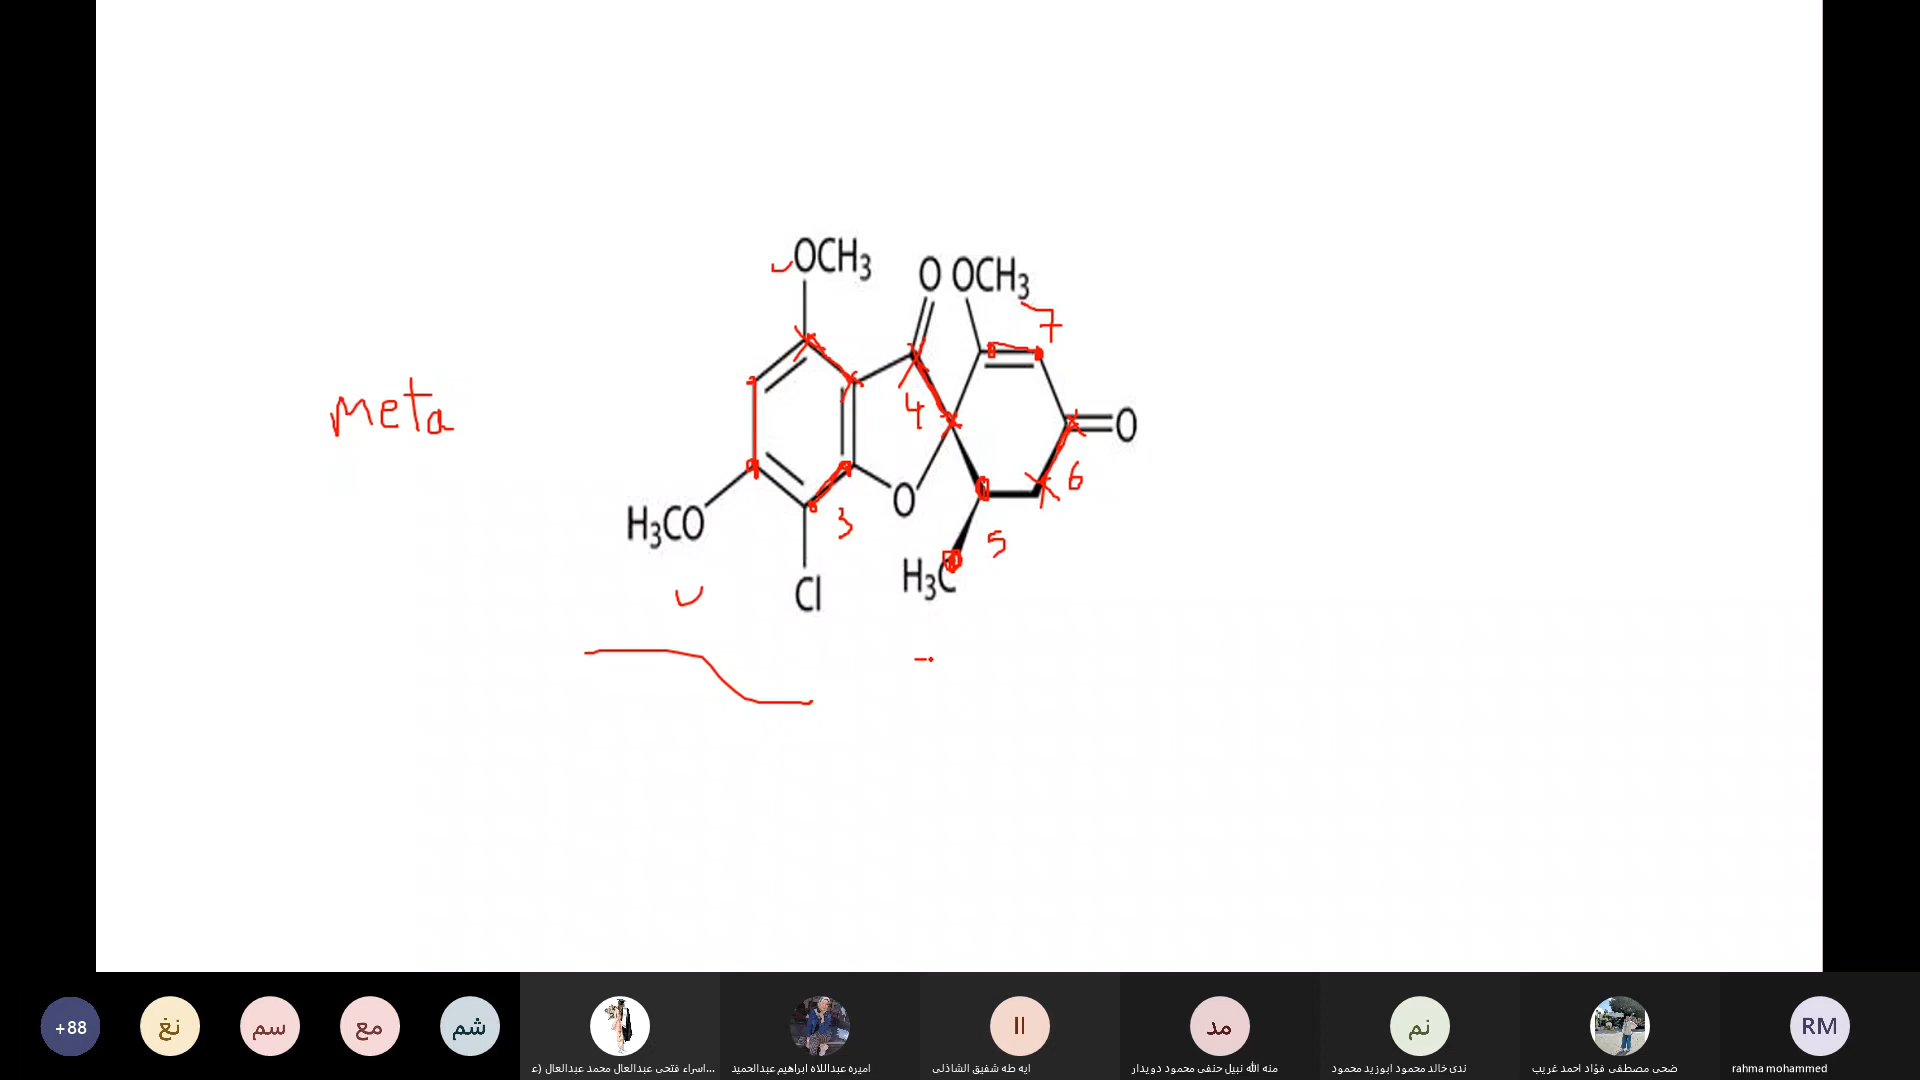 OCH3
O OCH3
7
meta
4
O
6
H3CO
3
O
5
Cl
H3C
+88
نغ
سم
مع
شم
اا
مد
نم
RM
...اسراء فتحى عبدالعال محمد عبدالعال (ع
اميره عبداللاه ابراهيم عبدالحميد
ايه طه شفيق الشاذلى
منه الله نبيل حنفى محمود دويدار
ندى خالد محمود ابوزيد محمود
ضحى مصطفى فؤاد احمد غريب
rahma mohammed